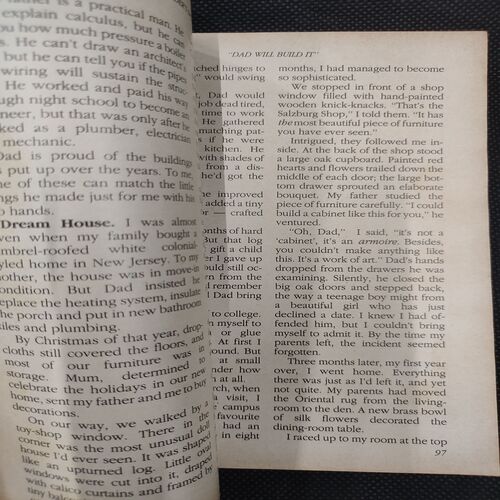 father is a practical man. He
explain calculus, but he can
you how much pressure a boiler
s. He can't draw an architect's
but he can tell you if the pipes
wiring will sustain the struc-
He worked and paid his way
ough night school to become an
neer, but that was only after he
ked as a plumber, electrician
mechanic.
Dad is proud of the buildings
s put up over the years. To me,
ne of these can match the little
ngs he made just for me with his
o hands.
Dream House. I was almost
even when my family bought a
mbrel-roofed white colonial-
yled home in New Jersey. To my
other, the house was in move-in
ondition. But Dad insisted he
eplace the heating system, insulate
he porch and put in new bathroom
iles and plumbing.
By Christmas of that year, drop-
cloths still covered the floors, and
most of our furniture was in
storage. Mum, determined to
celebrate the holidays in our new
home, sent my father and me to buy
decorations.
On our way, we walked by a
toy-shop window. There in the
corner was the most unusual doll
house I'd ever seen. It was shaped
like an upturned log. Little oval
windows were cut into it, draped
with calico curtains and framed by
tiny balco
"DAD WILL BUILD IT"
ched hinges to
" would swing
, Dad would
job dead tired,
time to work
He gathered
matching pat-
s if he were
kitchen. He
with shades of
from a dis-
he'd got the
improved
added a tiny
or — crafted
onths of hard
But that log
gift a child
er I gave up
ould still oc-
en from the
I remember
t Dad bring
to college.
n myself to
or glue
s. At first I
ound. But
at small
nder how
n at all.
rch, when
a visit, I
e campus
favourite
had an
in eight
months, I had managed to become
so sophisticated.
We stopped in front of a shop
window filled with hand-painted
wooden knick-knacks. "That's the
Salzburg Shop," I told them. "It has
the most beautiful piece of furniture
you have ever seen."
Intrigued, they followed me in-
side. At the back of the shop stood
a large oak cupboard. Painted red
hearts and flowers trailed down the
middle of each door; the large bot-
tom drawer sprouted an elaborate
bouquet. My father studied the
piece of furniture carefully. "I could
build a cabinet like this for you," he
ventured.
"Oh, Dad," I said, "it's not a
'cabinet', it's an armoire. Besides,
you couldn't make anything like
this. It's a work of art." Dad's hands
dropped from the drawers he was
examining. Silently, he closed the
big oak doors and stepped back,
the way a teenage boy might from
a beautiful girl who has just
declined a date. I knew I had of-
fended him, but I couldn't bring
myself to admit it. By the time my
parents left, the incident seemed
forgotten.
Three months later, my first year
over, I went home. Everything
there was just as I'd left it, and yet
not quite. My parents had moved
the Oriental rug from the living-
room to the den. A new brass bowl
of silk flowers decorated the
dining-room table.
I raced up to my room at the top
97